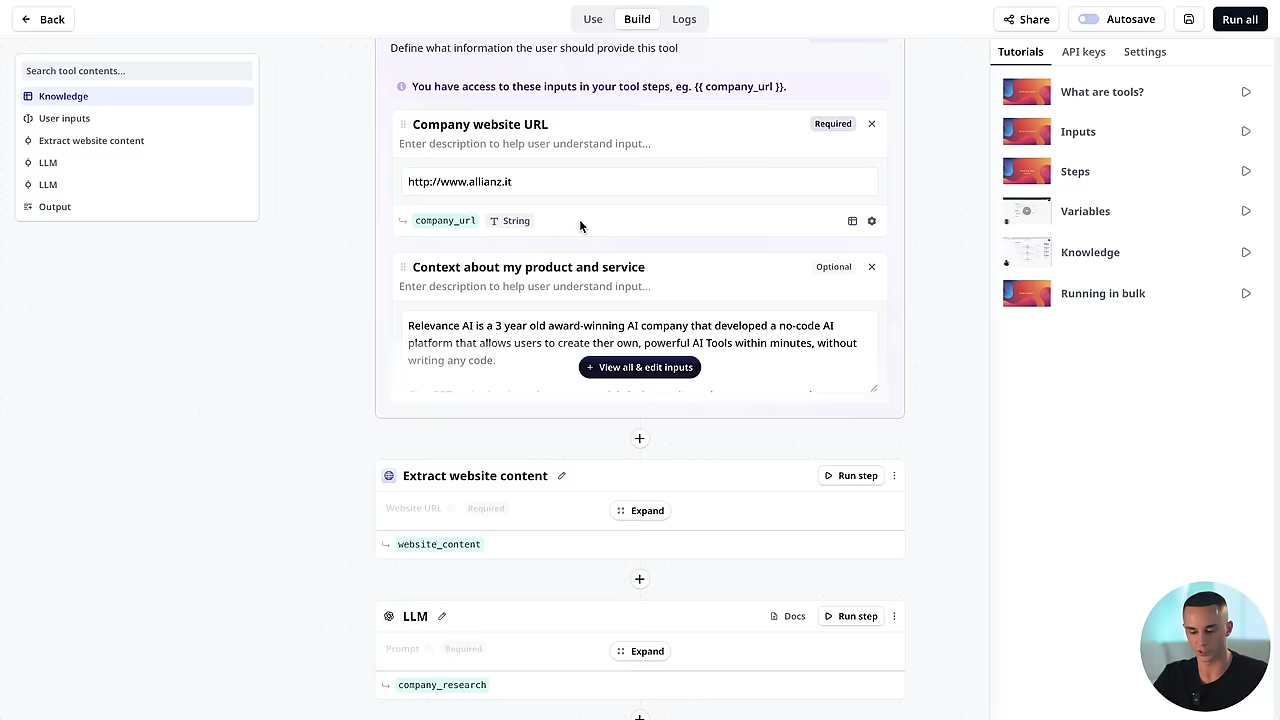 Back
Use
Build
Logs
Share
Autosave
Run all
Search tool contents...
Knowledge
User inputs
Extract website content
LLM
LLM
Output
Define what information the user should provide this tool
You have access to these inputs in your tool steps, eg. {{ company_url }}.
Company website URL
Required
Enter description to help user understand input...
http://www.allianz.it
company_url
String
Context about my product and service
Optional
Enter description to help user understand input...
Relevance AI is a 3 year old award-winning AI company that developed a no-code AI
platform that allows users to create ther own, powerful AI Tools within minutes, without
writing any code.
+ View all & edit inputs
Extract website content
Run step
Website URL
Required
Expand
website_content
LLM
Docs
Run step
Prompt
Required
Expand
company_research
Tutorials
API keys
Settings
What are tools?
Inputs
Steps
Variables
Knowledge
Running in bulk